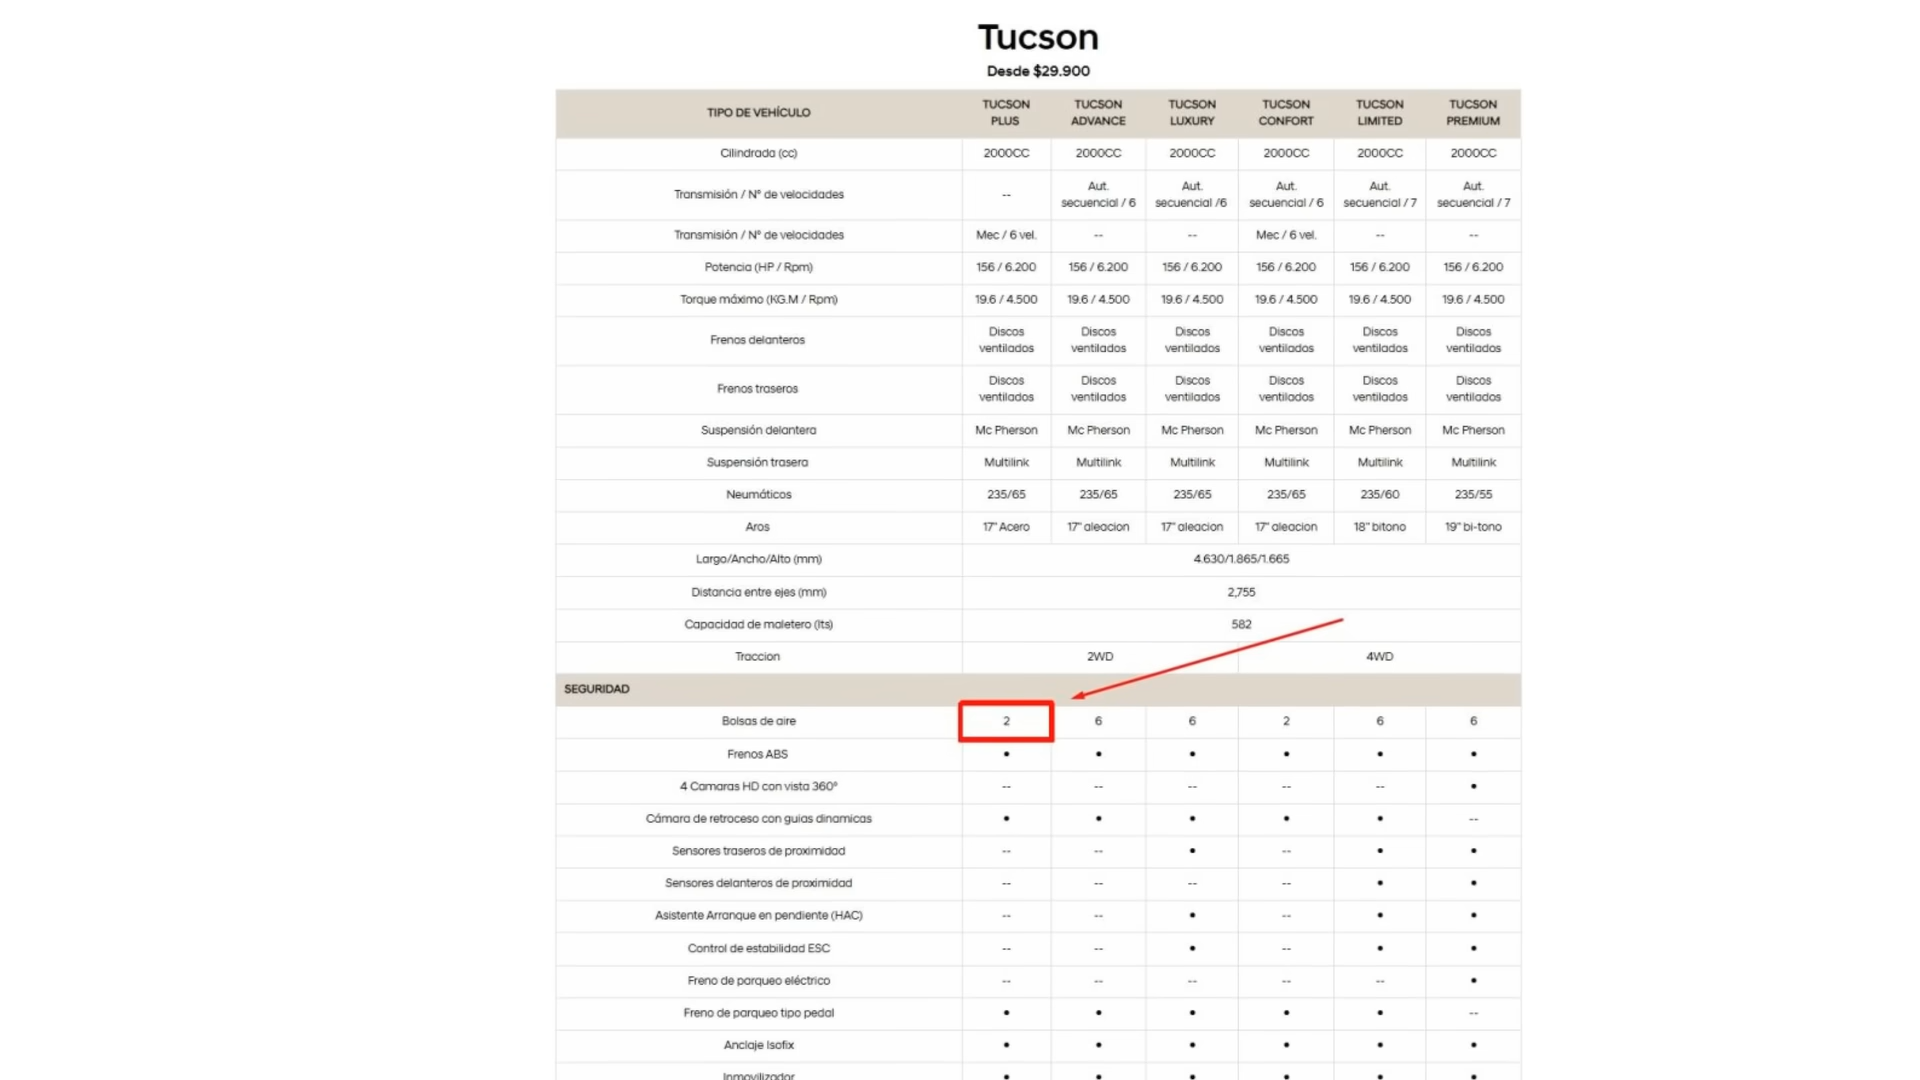 Tucson
Desde $29.900
TIPO DE VEHÍCULO TUCSON PLUS TUCSON ADVANCE TUCSON LUXURY TUCSON CONFORT TUCSON LIMITED TUCSON PREMIUM
Cilindrada (cc) 2000CC 2000CC 2000CC 2000CC 2000CC 2000CC
Transmisión / Nº de velocidades -- Aut. secuencial / 6 Aut. secuencial /6 Aut. secuencial / 6 Aut. secuencial / 7 Aut. secuencial / 7
Transmisión / Nº de velocidades Mec / 6 vel. -- -- Mec / 6 vel. -- --
Potencia (HP / Rpm) 156 / 6.200 156 / 6.200 156 / 6.200 156 / 6.200 156 / 6.200 156 / 6.200
Torque máximo (KG.M / Rpm) 19.6 / 4.500 19.6 / 4.500 19.6 / 4.500 19.6 / 4.500 19.6 / 4.500 19.6 / 4.500
Frenos delanteros Discos ventilados Discos ventilados Discos ventilados Discos ventilados Discos ventilados Discos ventilados
Frenos traseros Discos ventilados Discos ventilados Discos ventilados Discos ventilados Discos ventilados Discos ventilados
Suspensión delantera Mc Pherson Mc Pherson Mc Pherson Mc Pherson Mc Pherson Mc Pherson
Suspensión trasera Multilink Multilink Multilink Multilink Multilink Multilink
Neumáticos 235/65 235/65 235/65 235/65 235/60 235/55
Aros 17" Acero 17" aleacion 17" aleacion 17" aleacion 18" bitono 19" bi-tono
Largo/Ancho/Alto (mm) 4.630/1.865/1.665
Distancia entre ejes (mm) 2,755
Capacidad de maletero (lts) 582
Traccion 2WD 4WD
SEGURIDAD
Bolsas de aire 2 6 6 2 6 6
Frenos ABS • • • • • •
4 Camaras HD con vista 360º -- -- -- -- -- •
Cámara de retroceso con guias dinamicas • • • • • --
Sensores traseros de proximidad -- -- • -- • •
Sensores delanteros de proximidad -- -- -- -- • •
Asistente Arranque en pendiente (HAC) -- -- • -- • •
Control de estabilidad ESC -- -- • -- • •
Freno de parqueo eléctrico -- -- -- -- -- •
Freno de parqueo tipo pedal • • • • • --
Anclaje Isofix • • • • • •
Inmovilizador • • • • • •